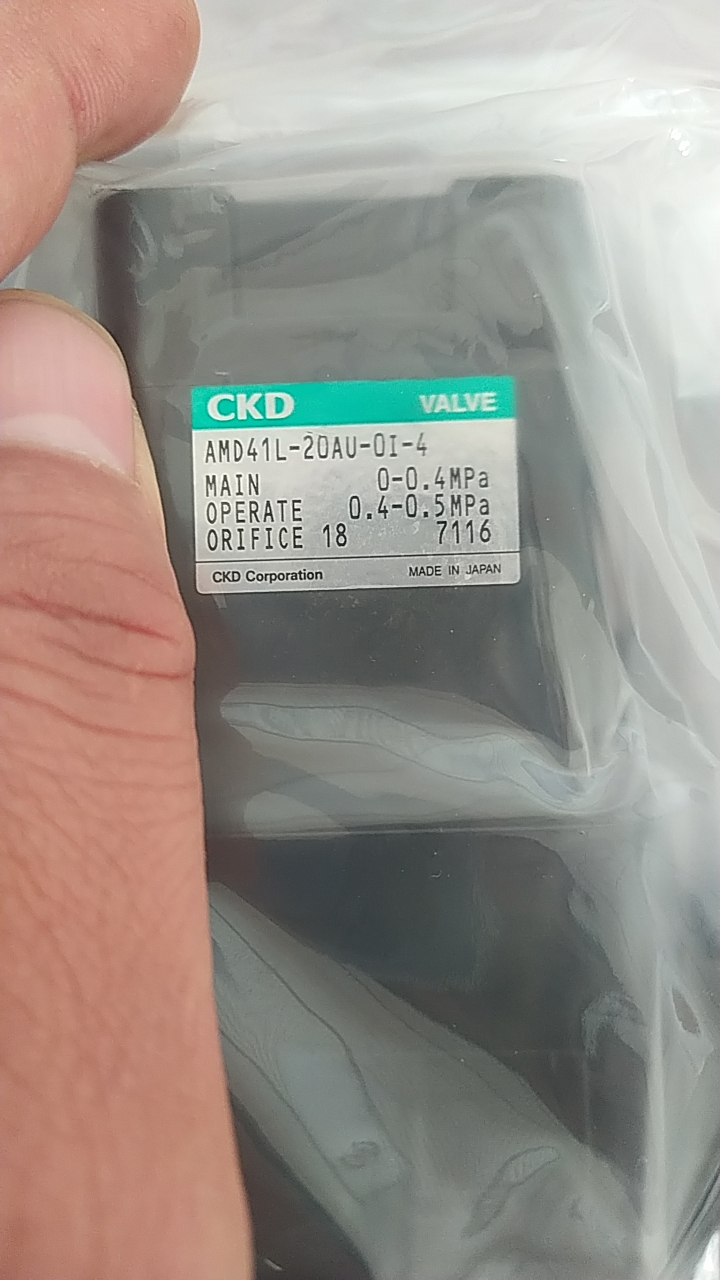 CKD VALVE
AMD41L-20AU-0I-4
MAIN 0-0.4MPa
OPERATE 0.4-0.5MPa
ORIFICE 18 7116
CKD Corporation MADE IN JAPAN